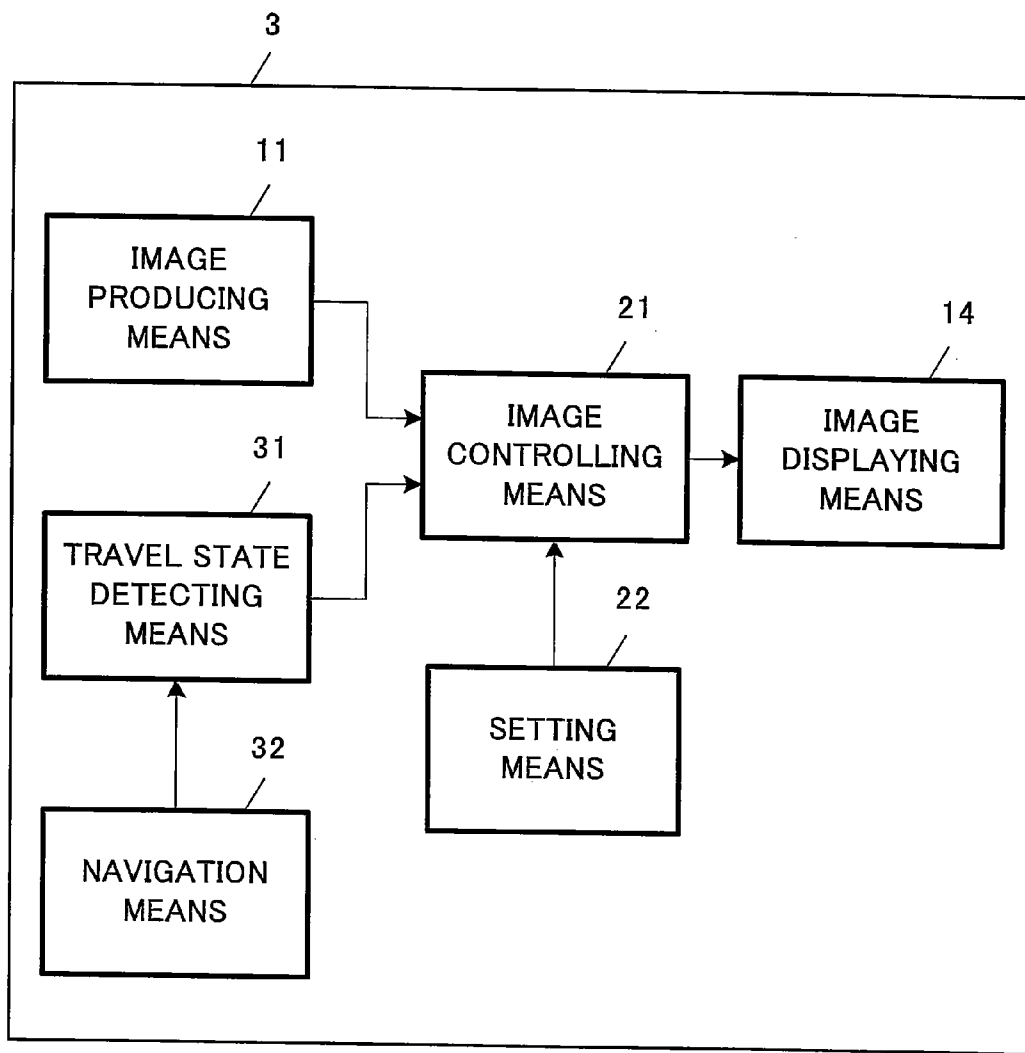 3
11
IMAGE
PRODUCING
MEANS
21
IMAGE
CONTROLLING
MEANS
14
IMAGE
DISPLAYING
MEANS
31
TRAVEL STATE
DETECTING
MEANS
22
SETTING
MEANS
32
NAVIGATION
MEANS